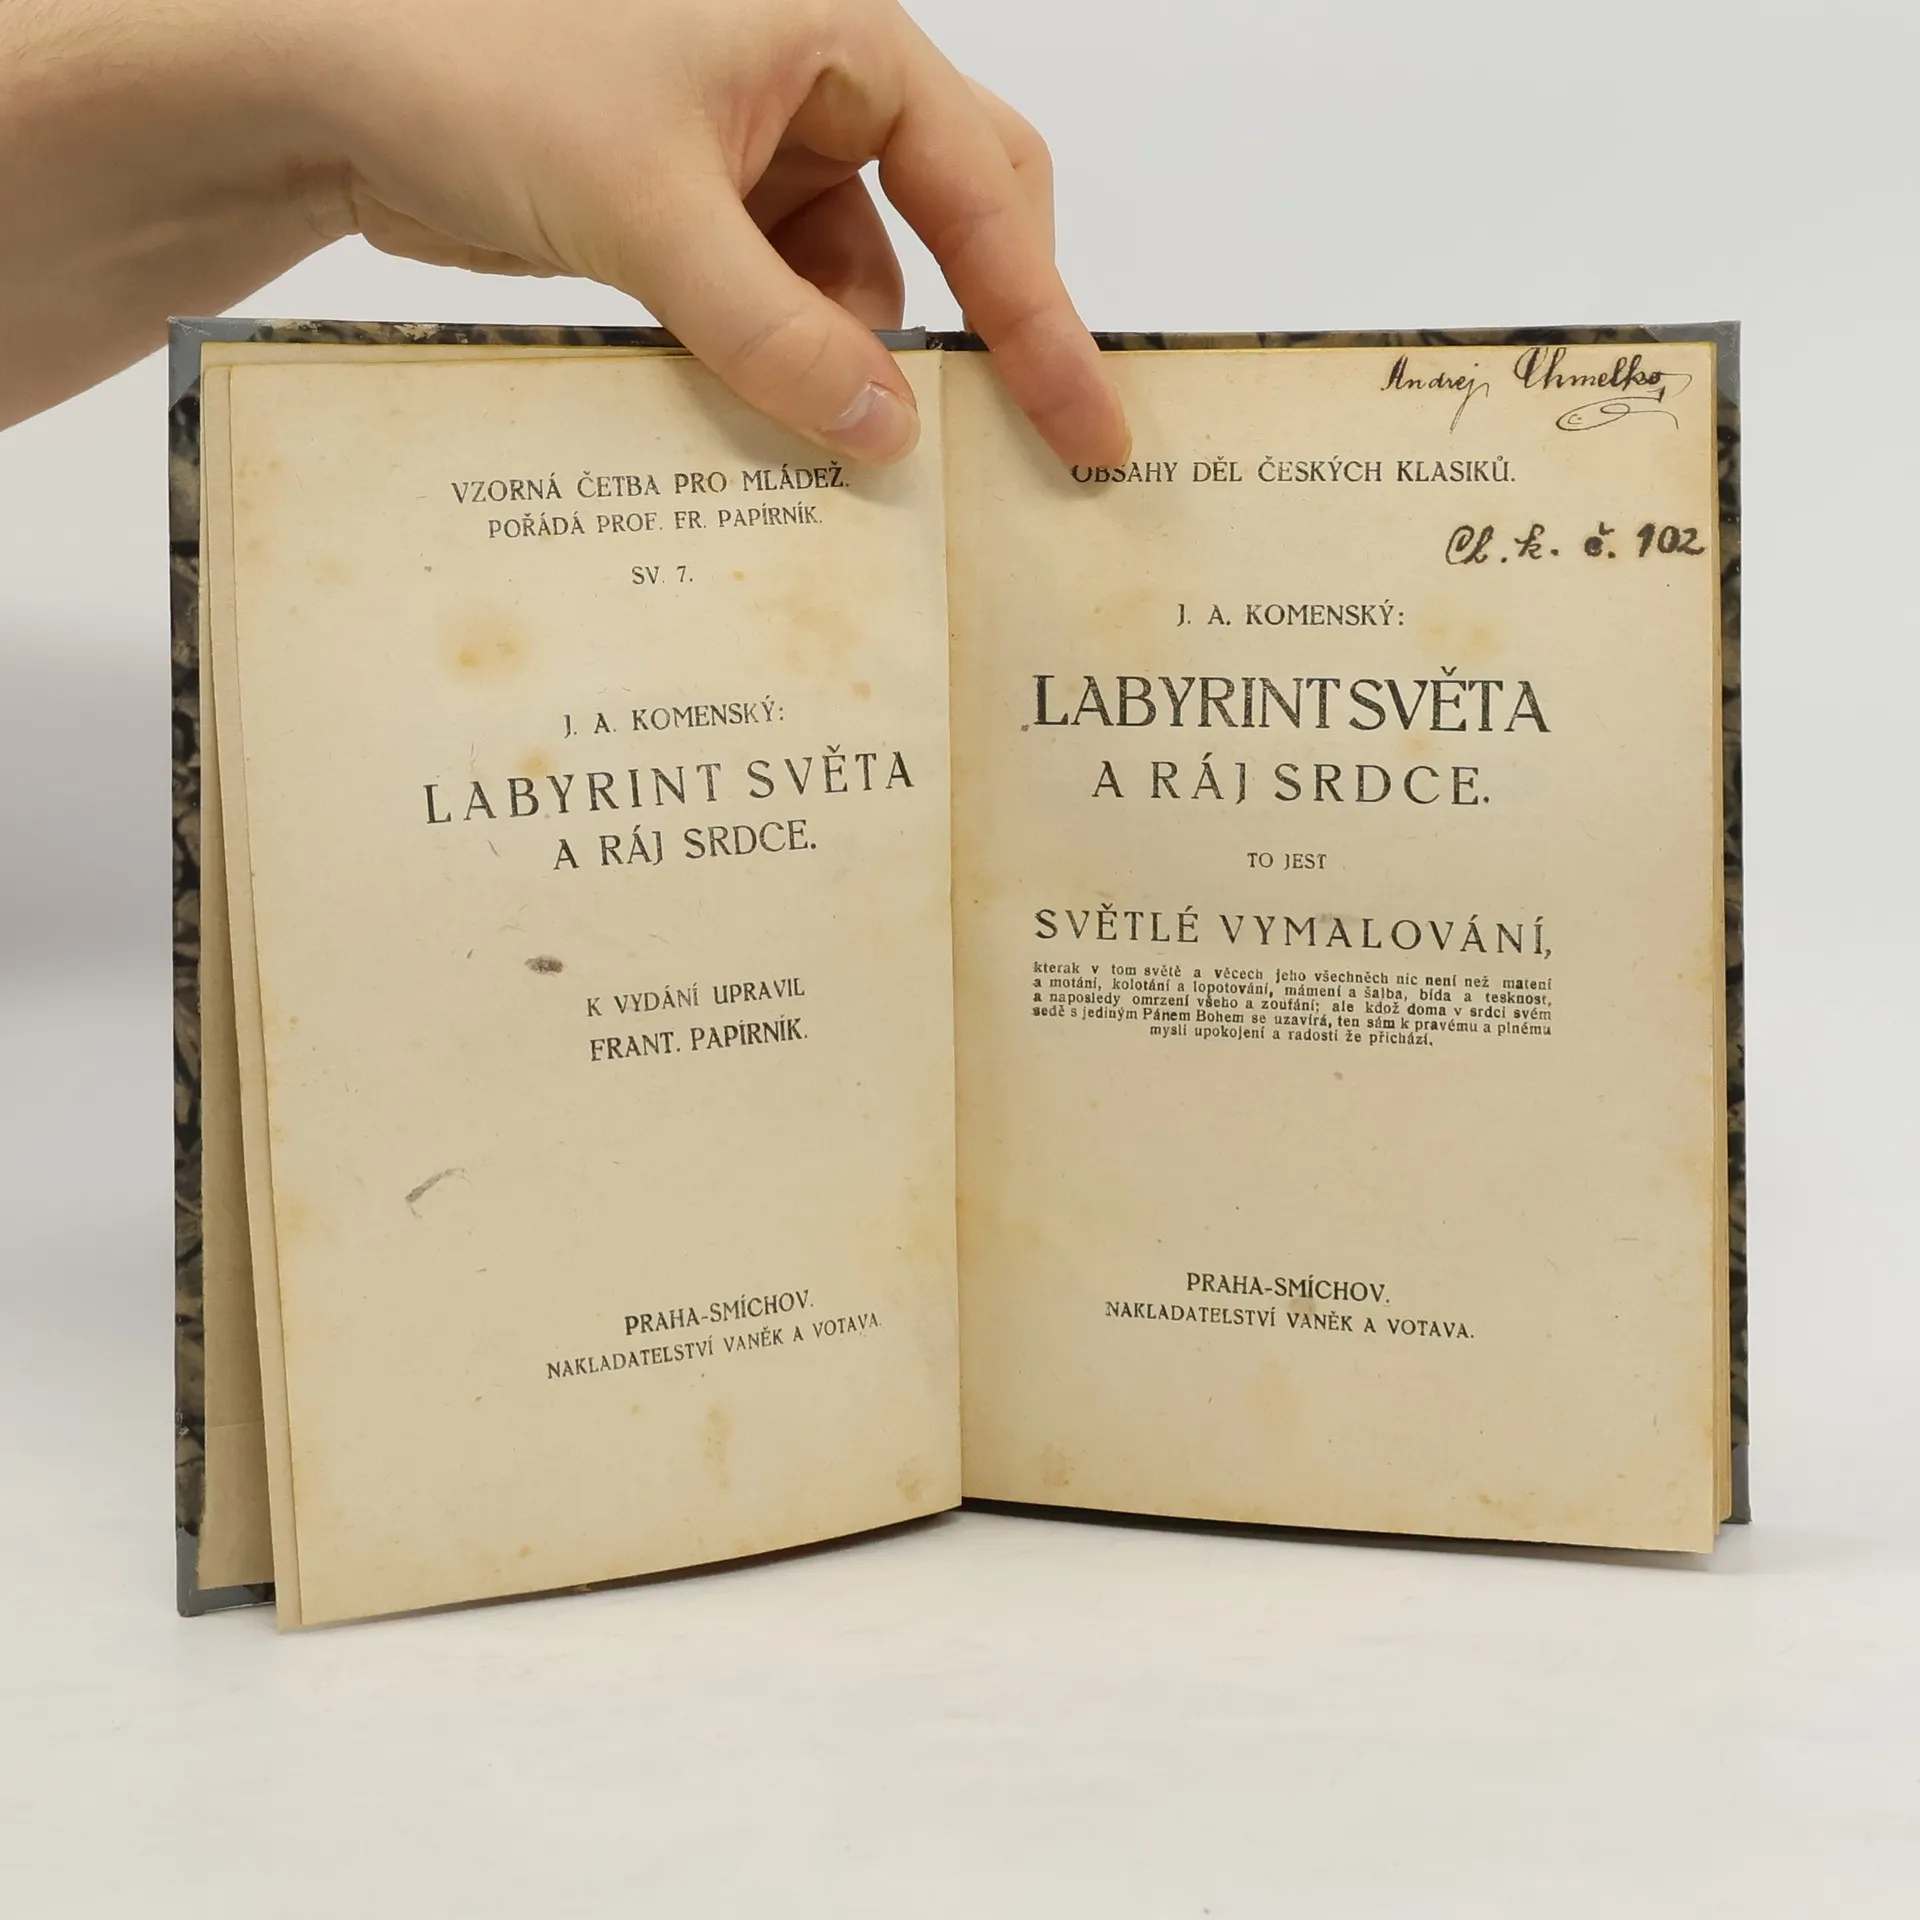 VZORNÁ ČETBA PRO MLÁDEŽ.
POŘÁDÁ PROF. FR. PAPÍRNÍK.
SV. 7.
J. A. KOMENSKÝ:
LABYRINT SVĚTA
A RÁJ SRDCE.
K VYDÁNÍ UPRAVIL
FRANT. PAPÍRNÍK.
PRAHA-SMÍCHOV.
NAKLADATELSTVÍ VANĚK A VOTAVA.
Andrej Chmelko
OBSAHY DĚL ČESKÝCH KLASIKŮ.
Ch. k. č. 102
J. A. KOMENSKÝ:
LABYRINT SVĚTA
A RÁJ SRDCE.
TO JEST
SVĚTLÉ VYMALOVÁNÍ,
kterak v tom světě a věcech jeho všechněch nic není než matení
a motání, kolotání a lopotování, mámení a šalba, bída a tesknost,
a naposledy omrzení všeho a zoufání; ale kdož doma v srdci svém
sedě s jediným Pánem Bohem se uzavírá, ten sám k pravému a plnému
mysli upokojení a radosti že přichází.
PRAHA-SMÍCHOV.
NAKLADATELSTVÍ VANĚK A VOTAVA.